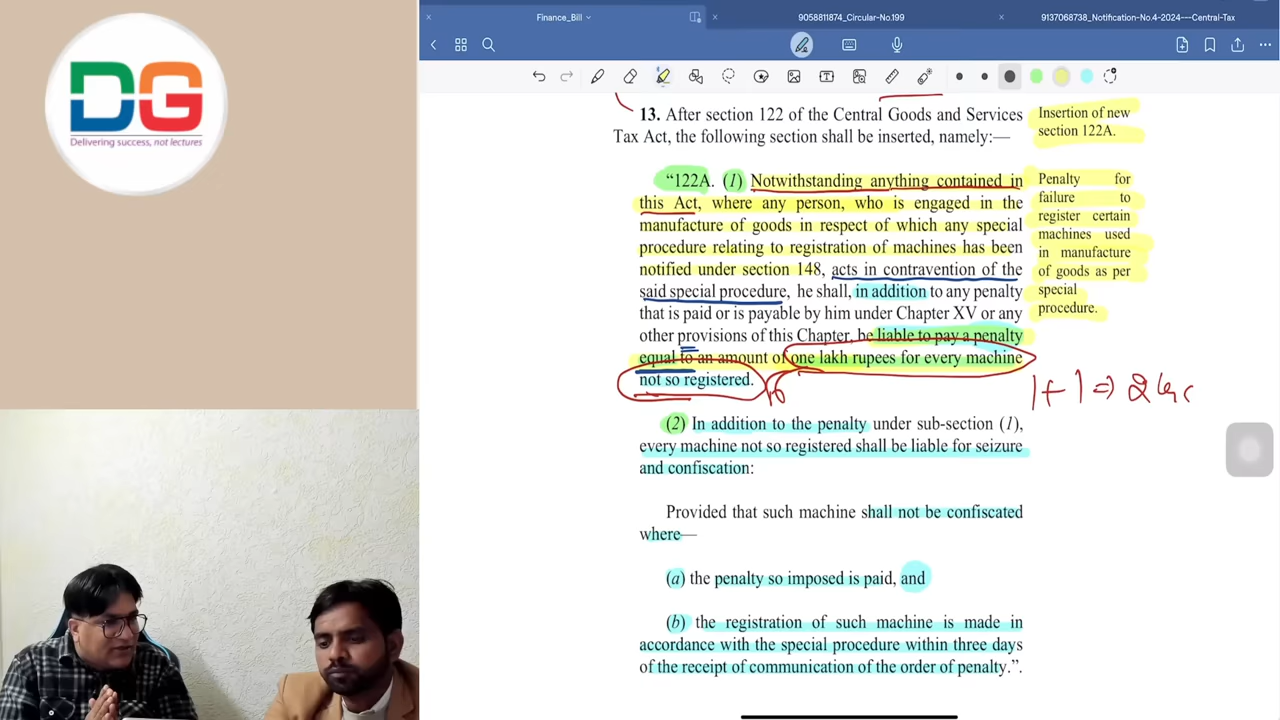 DG
Delivering success, not lectures
Finance_Bill
9058811874_Circular-No.199
9137068738_Notification-No.4-2024---Central-Tax
13. After section 122 of the Central Goods and Services
Tax Act, the following section shall be inserted, namely:—
Insertion of new
section 122A.
“122A. (1) Notwithstanding anything contained in
this Act, where any person, who is engaged in the
manufacture of goods in respect of which any special
procedure relating to registration of machines has been
notified under section 148, acts in contravention of the
said special procedure, he shall, in addition to any penalty
that is paid or is payable by him under Chapter XV or any
other provisions of this Chapter, be liable to pay a penalty
equal to an amount of one lakh rupees for every machine
not so registered.
Penalty for
failure to
register certain
machines used
in manufacture
of goods as per
special
procedure.
1+1⇒2
(2) In addition to the penalty under sub-section (1),
every machine not so registered shall be liable for seizure
and confiscation:
Provided that such machine shall not be confiscated
where—
(a) the penalty so imposed is paid, and
(b) the registration of such machine is made in
accordance with the special procedure within three days
of the receipt of communication of the order of penalty.”.